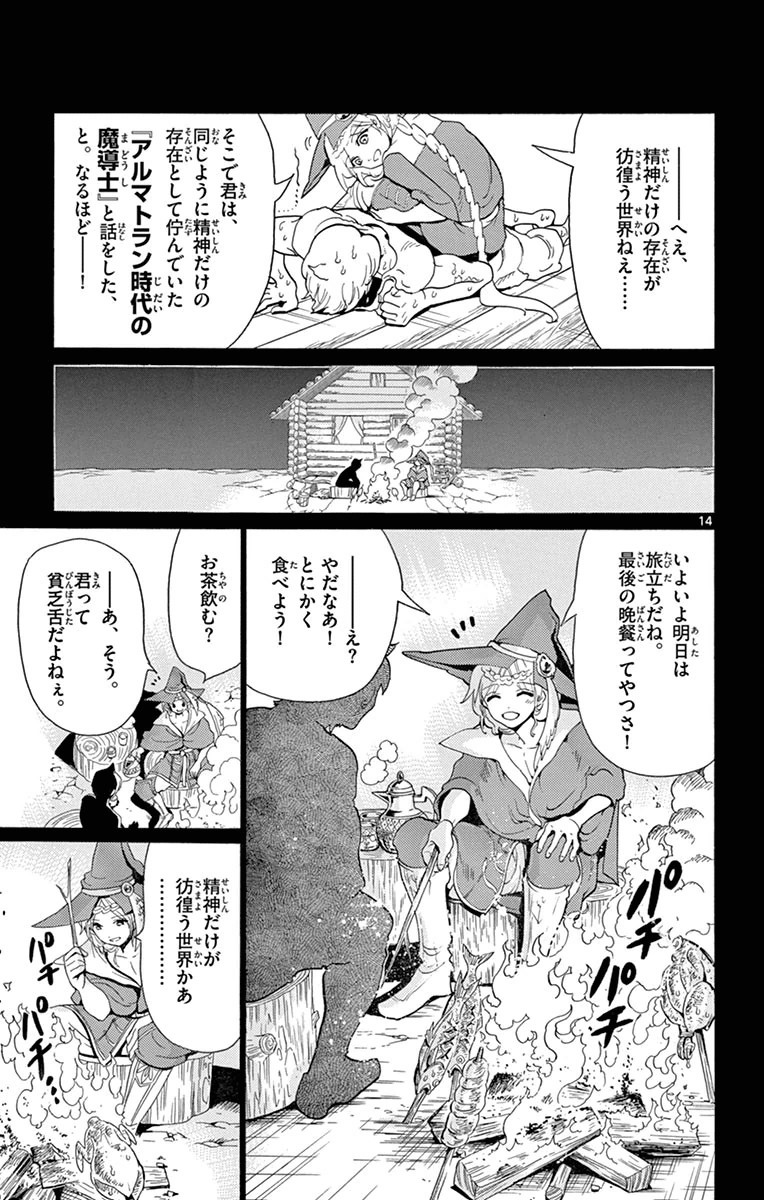 ――へえ、
精神だけの存在が
彷徨う世界ねえ……
そこで君は、
同じように精神だけの
存在として佇んでいた
『アルマトラン時代の
魔導士』と話をした、
と。なるほど――！
14
いよいよ明日は
旅立ちだね。
最後の晩餐ってやつさ！
――え？
やだなあ！
とにかく
食べよう！
パチパチ
お茶飲む？
――あ、そう。
君って
貧乏舌だよねぇ。
精神だけが
彷徨う世界かぁ
……………
……………
パチパチ…